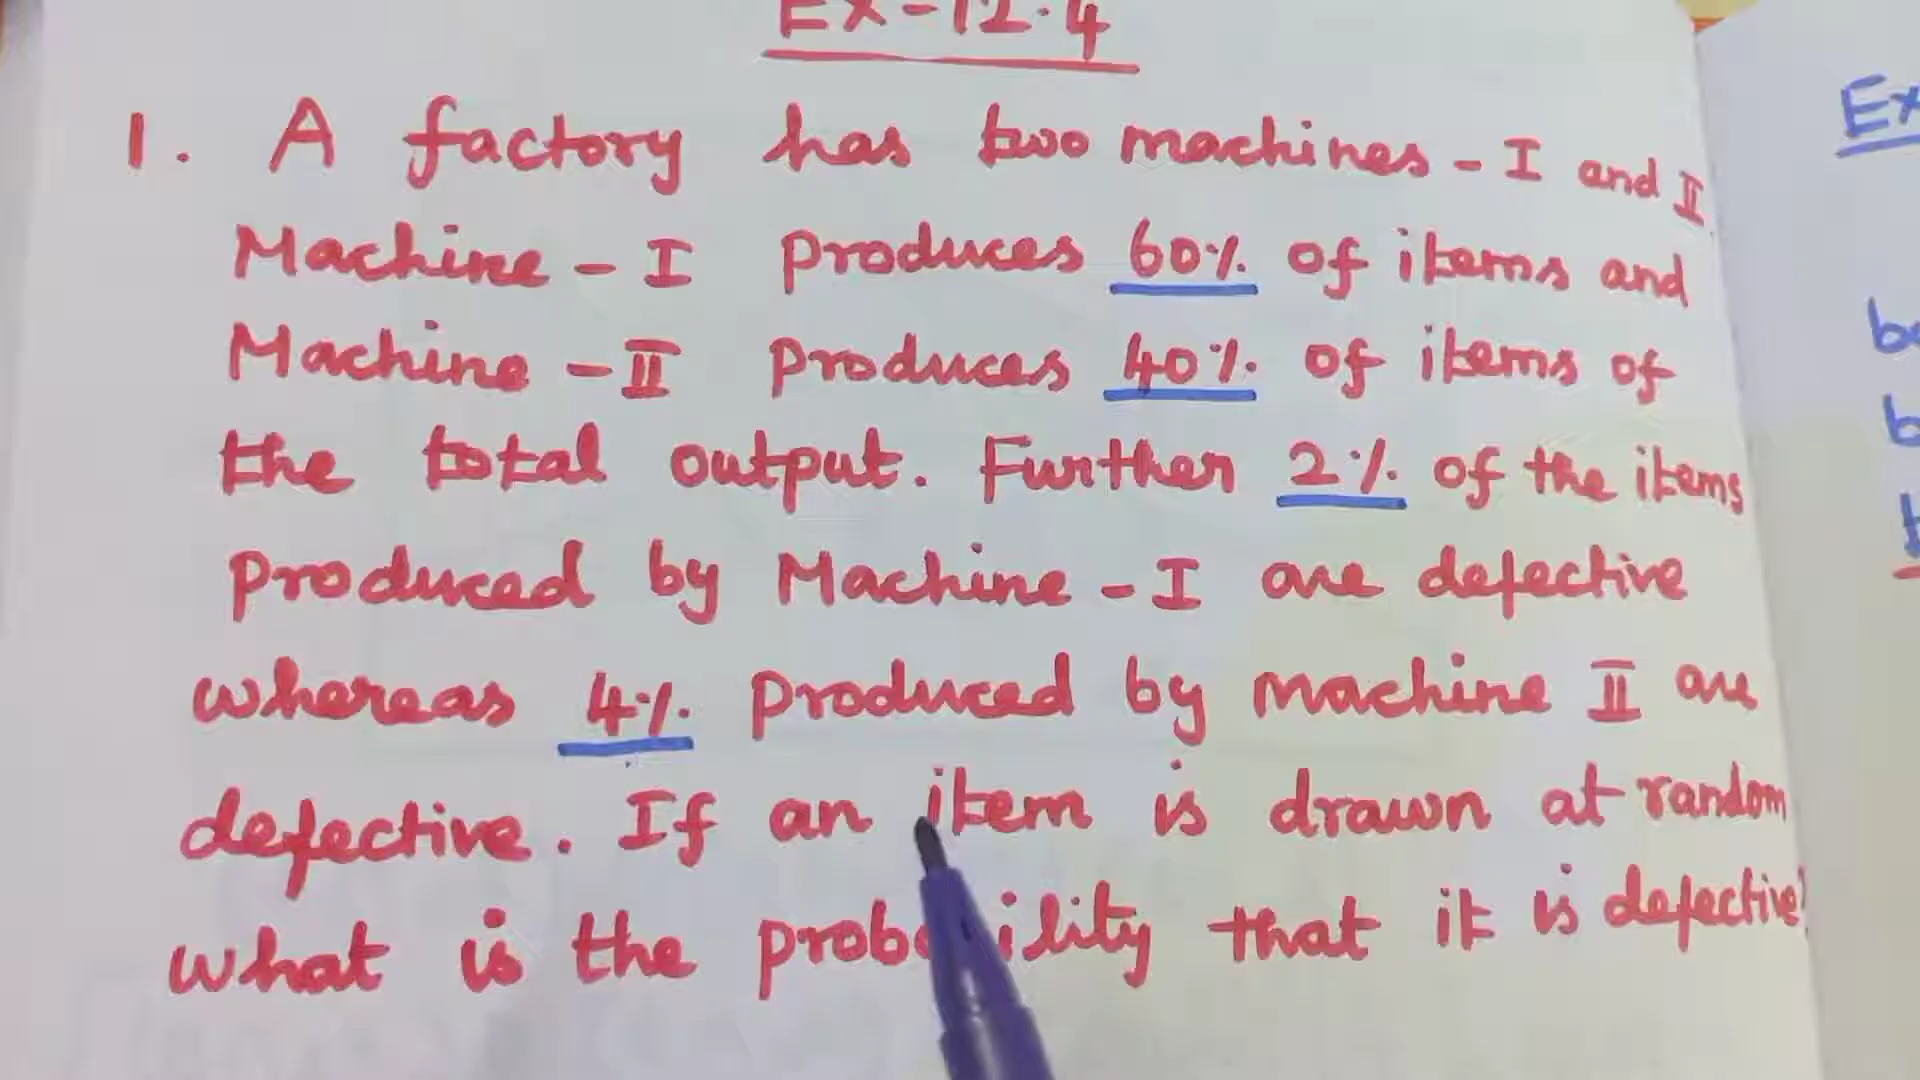 Ex-12.4
1. A factory has two machines - I and II
Machine - I produces 60% of items and
Machine - II produces 40% of items of
the total output. Further 2% of the items
produced by Machine - I are defective
whereas 4% produced by machine II are
defective. If an item is drawn at random
what is the probability that it is defective?
Ex